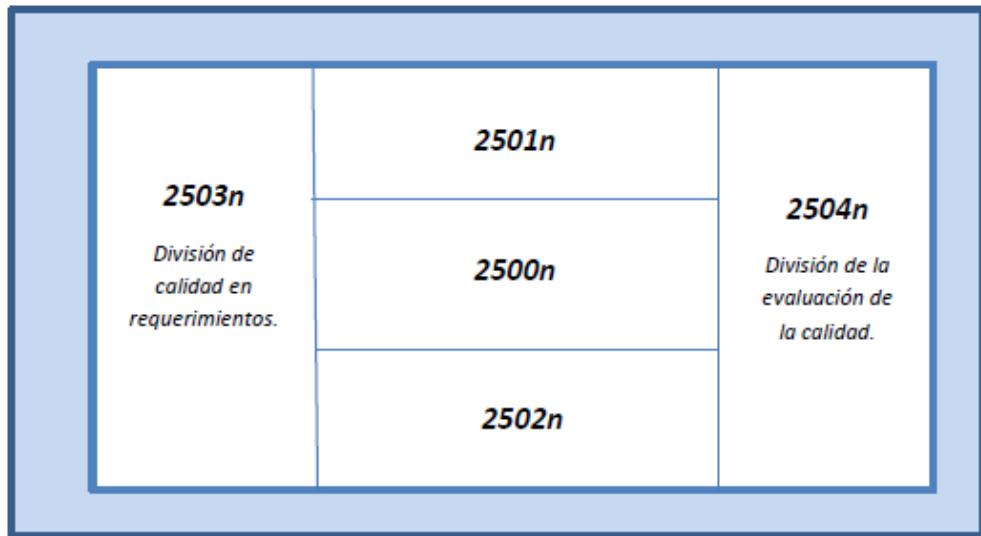 2503n
División de
calidad en
requerimientos.
2501n
2500n
2502n
2504n
División de la
evaluación de
la calidad.